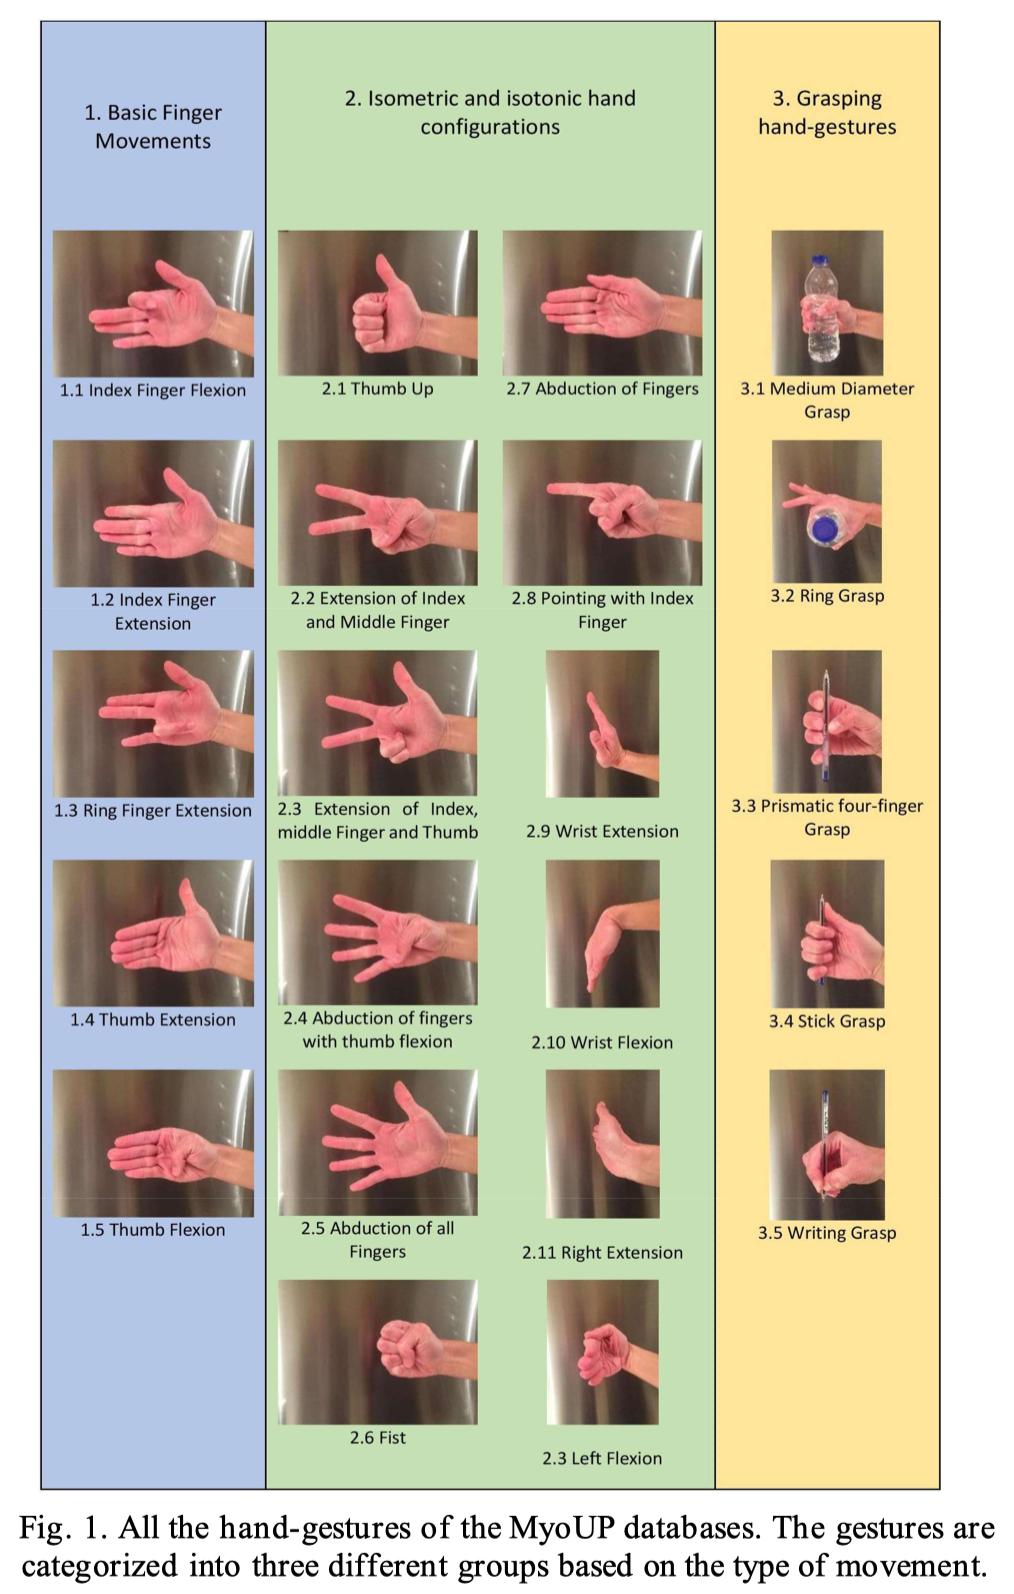 1. Basic Finger
Movements
1.1 Index Finger Flexion
1.2 Index Finger
Extension
1.3 Ring Finger Extension
1.4 Thumb Extension
1.5 Thumb Flexion
2. Isometric and isotonic hand
configurations
2.1 Thumb Up
2.2 Extension of Index
and Middle Finger
2.3 Extension of Index,
middle Finger and Thumb
2.4 Abduction of fingers
with thumb flexion
2.5 Abduction of all
Fingers
2.6 Fist
2.7 Abduction of Fingers
2.8 Pointing with Index
Finger
2.9 Wrist Extension
2.10 Wrist Flexion
2.11 Right Extension
2.3 Left Flexion
3. Grasping
hand-gestures
3.1 Medium Diameter
Grasp
3.2 Ring Grasp
3.3 Prismatic four-finger
Grasp
3.4 Stick Grasp
3.5 Writing Grasp
Fig. 1. All the hand-gestures of the MyoUP databases. The gestures are
categorized into three different groups based on the type of movement.